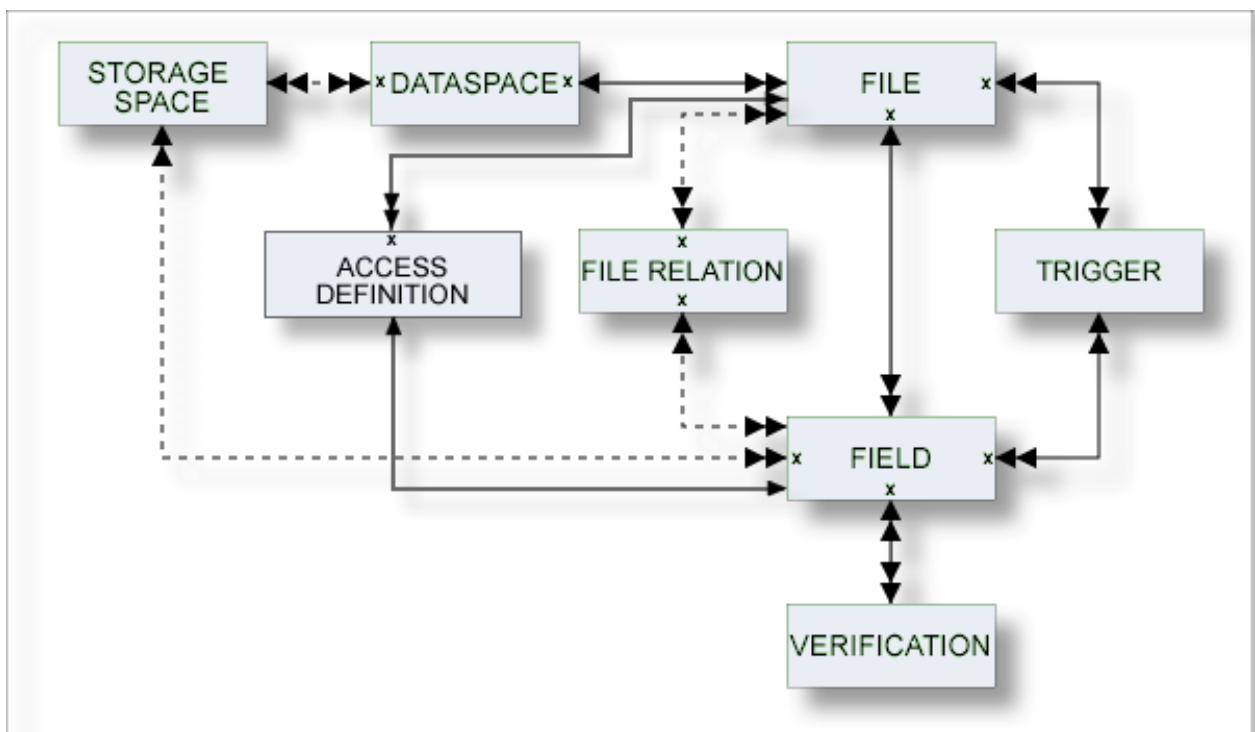 STORAGE
SPACE
x DATASPACE x
FILE
x
x
x
ACCESS
DEFINITION
x
FILE RELATION
x
TRIGGER
x FIELD x
x
VERIFICATION